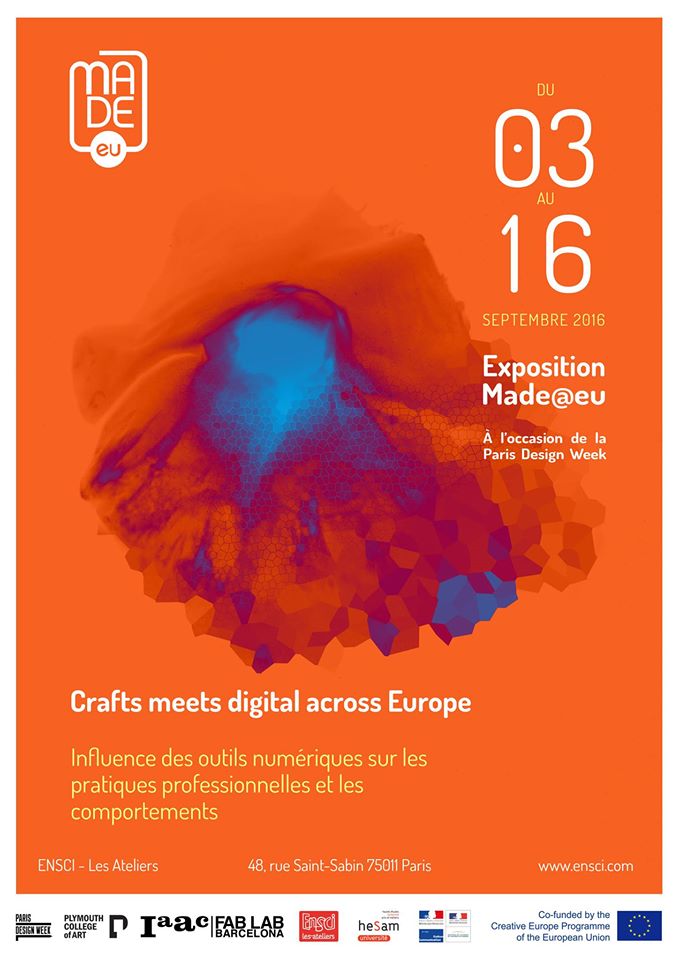 MA
DE
eu
DU
03
AU
16
SEPTEMBRE 2016
Exposition
Made@eu
À l'occasion de la
Paris Design Week
Crafts meets digital across Europe
Influence des outils numériques sur les
pratiques professionnelles et les
comportements
ENSCI - Les Ateliers
48, rue Saint-Sabin 75011 Paris
www.ensci.com
PARIS
DESIGN WEEK
PLYMOUTH
COLLEGE
OF ART
Iaac
FAB LAB
BARCELONA
Ensci
les-ateliers
heSam
université
Co-funded by the
Creative Europe Programme
of the European Union